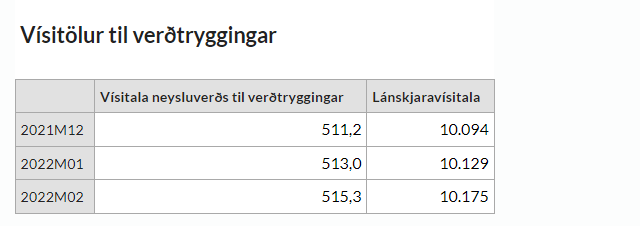 Vísitölur til verðtryggingar
Vísitala neysluverðs til verðtryggingar Lánskjaravísitala
2021M12 511,2 10.094
2022M01 513,0 10.129
2022M02 515,3 10.175